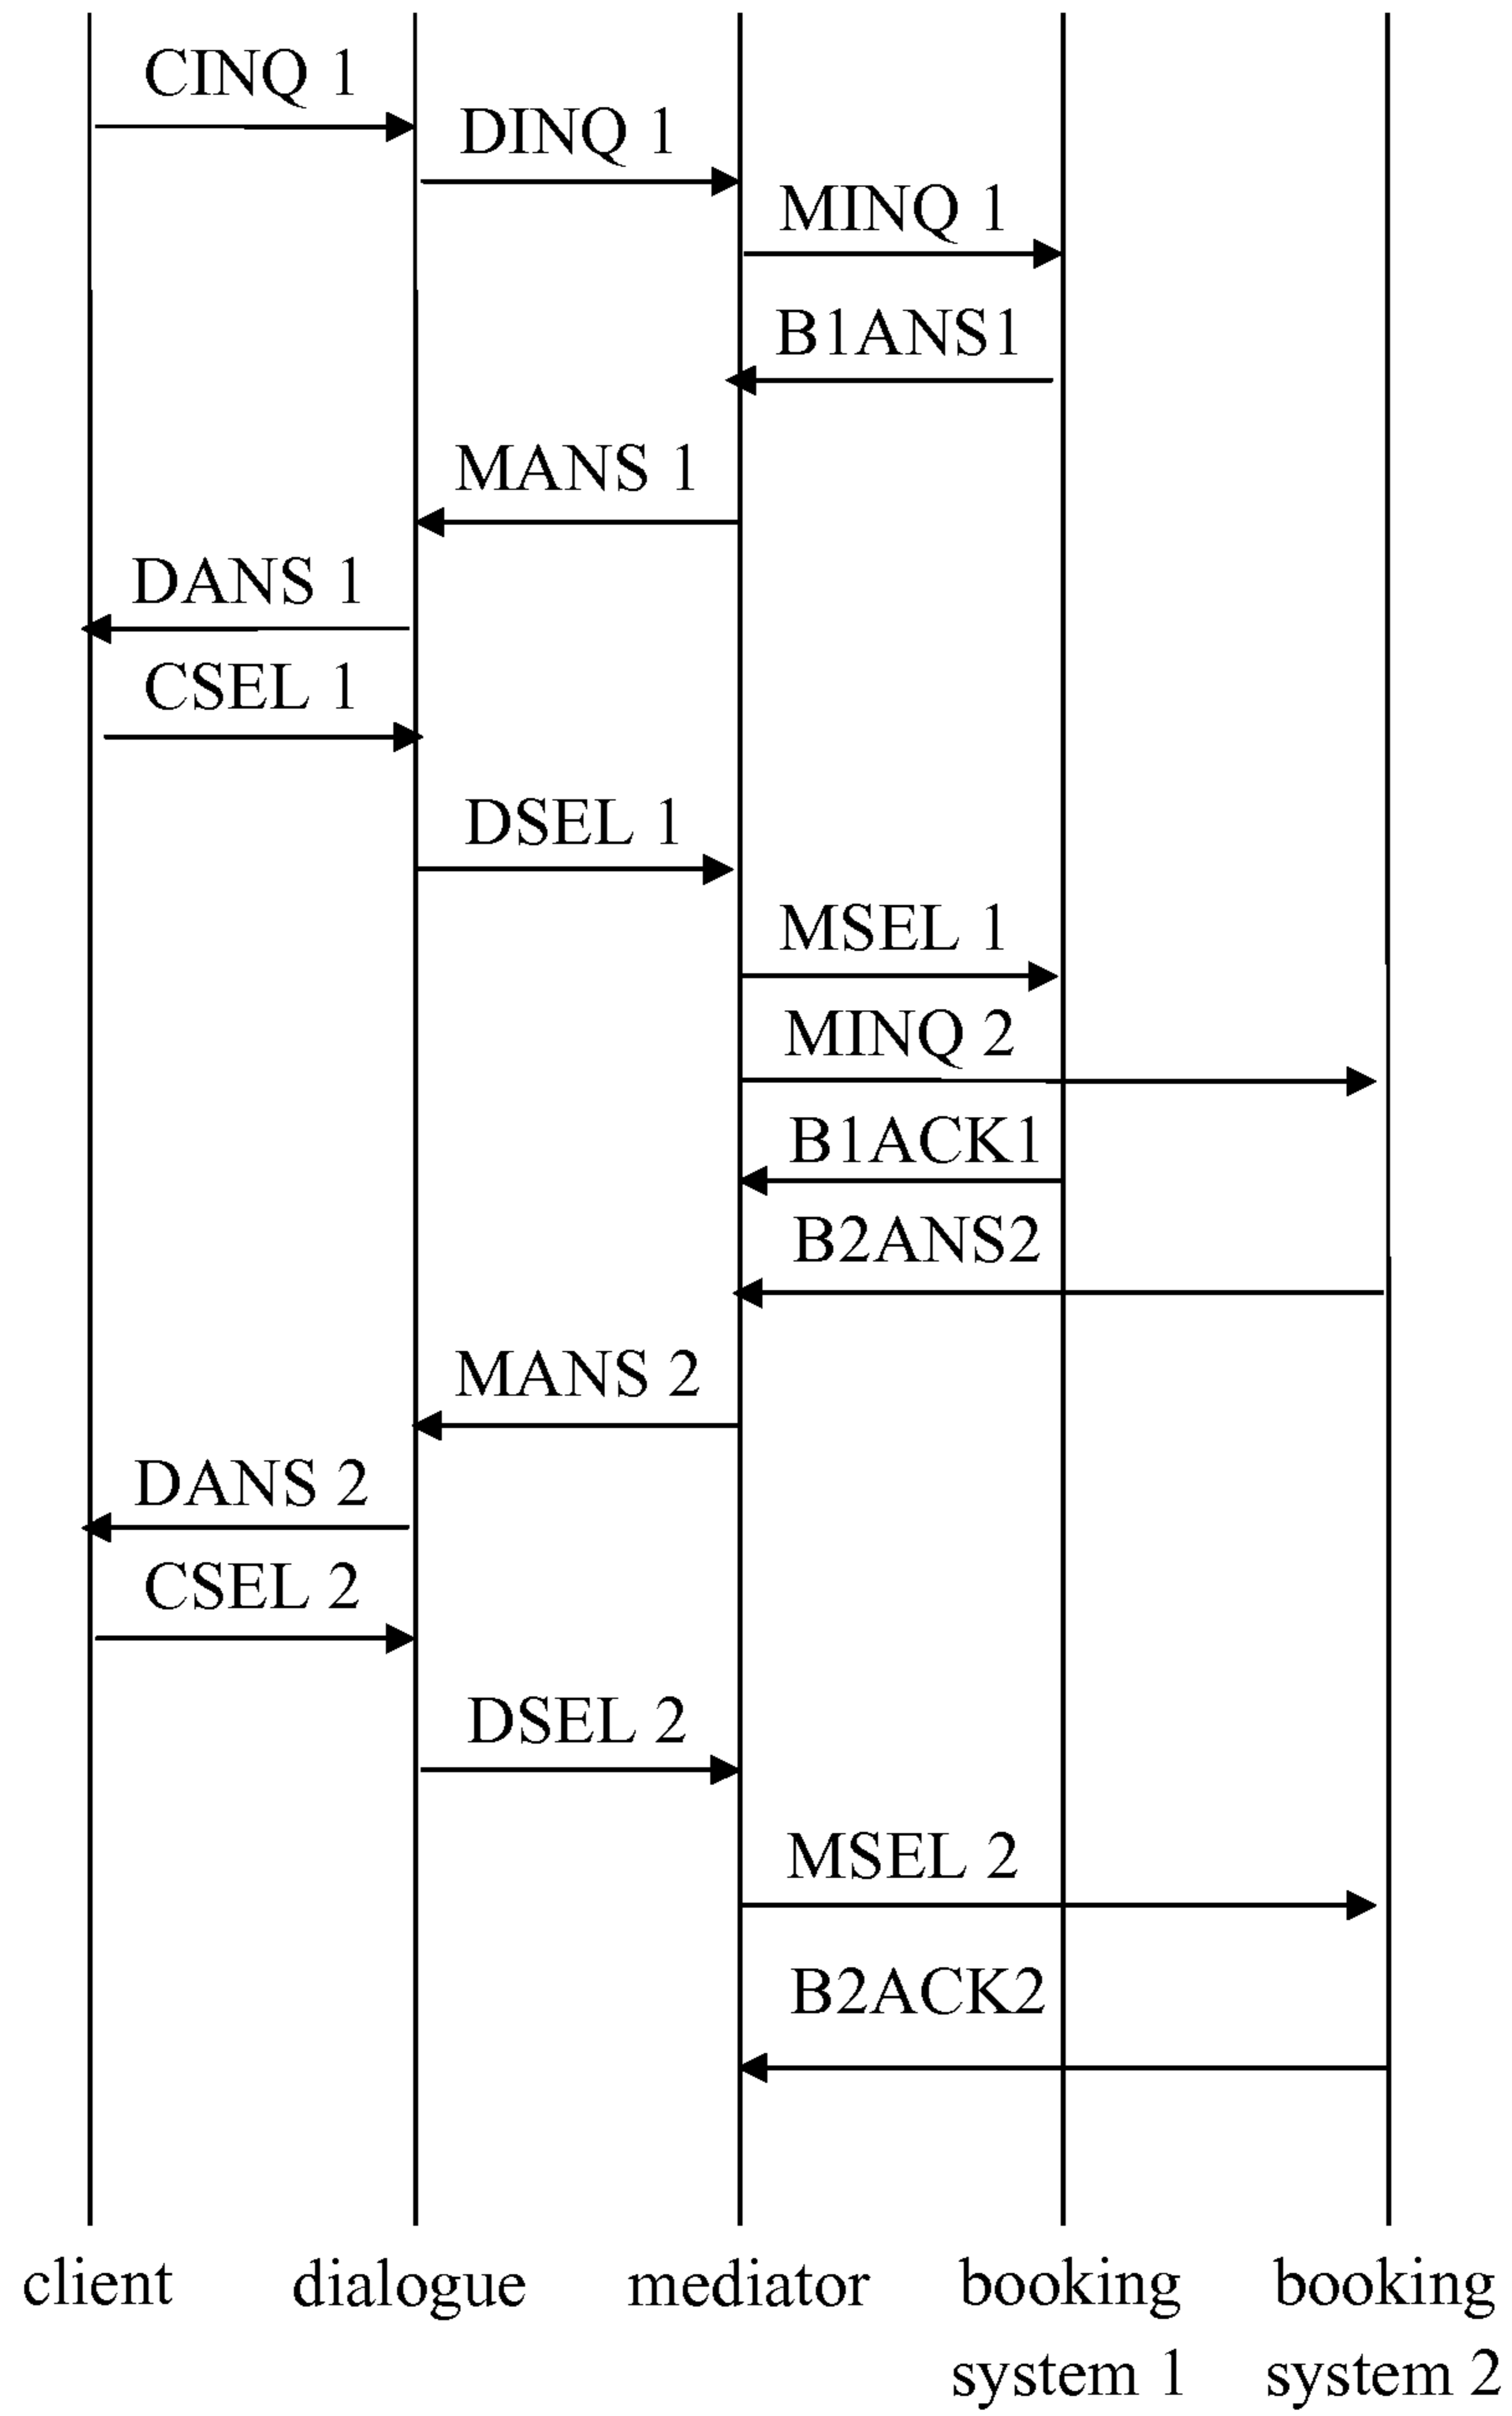 CINQ 1
DINQ 1
MINQ 1
B1ANS1
MANS 1
DANS 1
CSEL 1
DSEL 1
MSEL 1
MINQ 2
B1ACK1
B2ANS2
MANS 2
DANS 2
CSEL 2
DSEL 2
MSEL 2
B2ACK2
client
dialogue
mediator
booking
system 1
booking
system 2